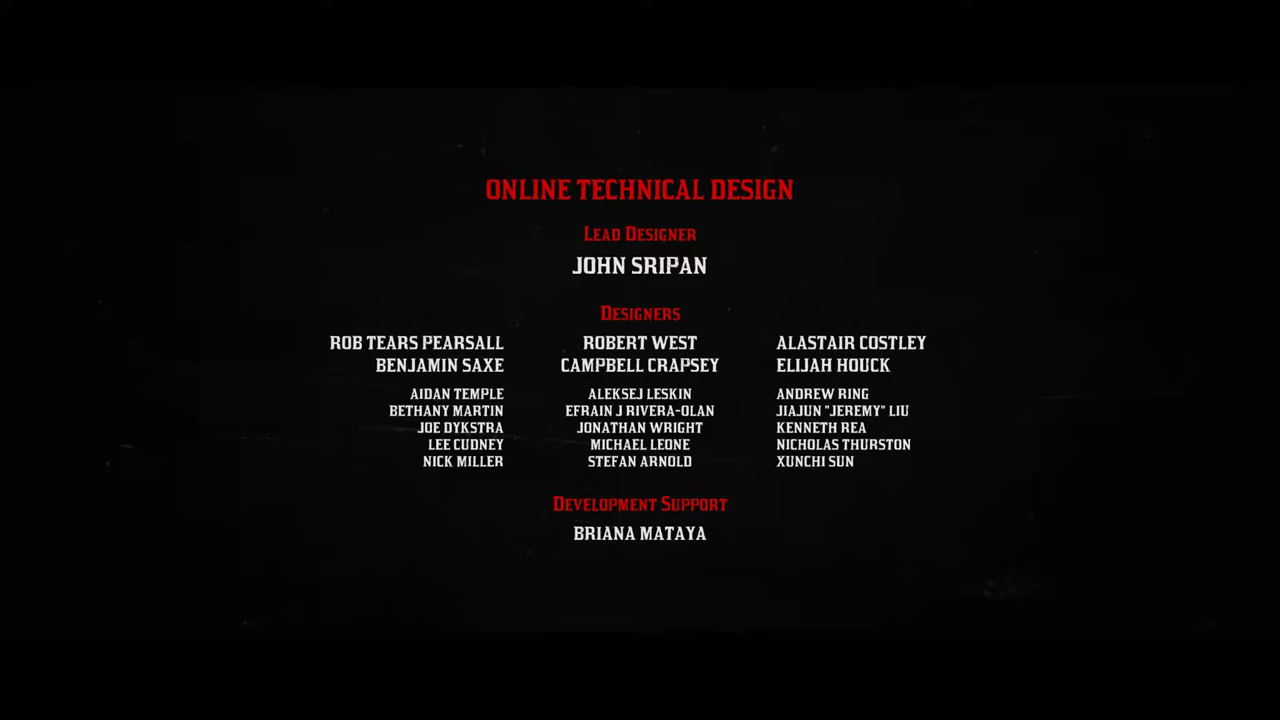 ONLINE TECHNICAL DESIGN
LEAD DESIGNER
JOHN SRIPAN
DESIGNERS
ROB TEARS PEARSALL ROBERT WEST ALASTAIR COSTLEY
BENJAMIN SAXE CAMPBELL CRAPSEY ELIJAH HOUCK
AIDAN TEMPLE ALEKSEJ LESKIN ANDREW RING
BETHANY MARTIN EFRAIN J RIVERA-OLAN JIAJUN "JEREMY" LIU
JOE DYKSTRA JONATHAN WRIGHT KENNETH REA
LEE CUDNEY MICHAEL LEONE NICHOLAS THURSTON
NICK MILLER STEFAN ARNOLD XUNCHI SUN
DEVELOPMENT SUPPORT
BRIANA MATAYA